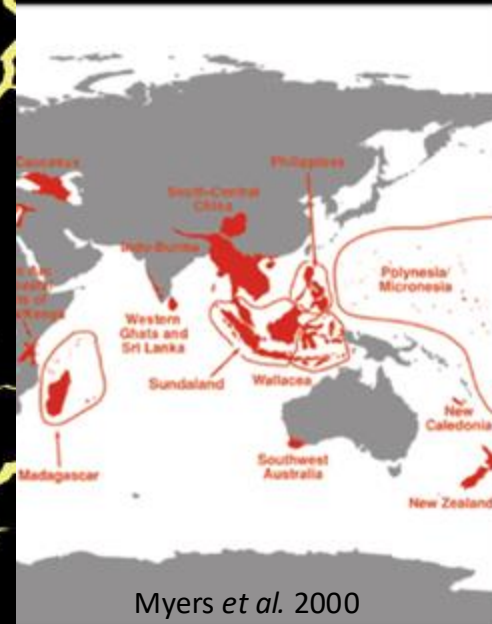 Caucasus
Philippines
South-Central
China
Indo-Burma
Polynesia/
Micronesia
Western
Ghats and
Sri Lanka
Sundaland
Wallacea
New
Caledonia
Southwest
Australia
Madagascar
New Zealand
Myers et al. 2000